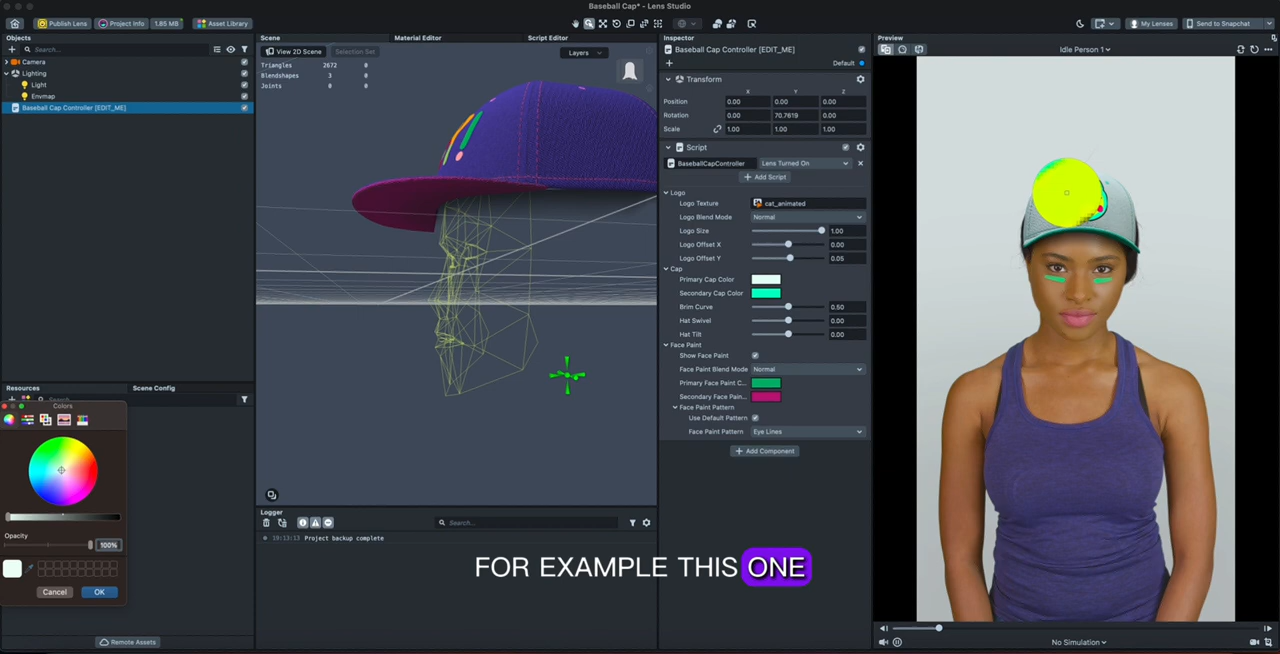 Baseball Cap* - Lens Studio
Publish Lens
Project Info
1.85 MB
Asset Library
My Lenses
Send to Snapchat
Objects
Search...
Camera
Lighting
Light
Envmap
Baseball Cap Controller [EDIT_ME]
Resources
Scene Config
Search
Colors
Opacity
100%
Cancel
OK
Remote Assets
Scene
Material Editor
Script Editor
View 2D Scene
Selection Set
Layers
Triangles 2672 0
Blendshapes 3 0
Joints 0 0
Logger
Search...
19:13:13 Project backup complete
FOR EXAMPLE THIS ONE
Inspector
Baseball Cap Controller [EDIT_ME]
Default
Transform
X Y Z
Position 0.00 0.00 0.00
Rotation 0.00 70.7619 0.00
Scale 1.00 1.00 1.00
Script
BaseballCapController Lens Turned On
Add Script
Logo
Logo Texture cat_animated
Logo Blend Mode Normal
Logo Size 1.00
Logo Offset X 0.00
Logo Offset Y 0.05
Cap
Primary Cap Color
Secondary Cap Color
Brim Curve 0.50
Hat Swivel 0.00
Hat Tilt 0.00
Face Paint
Show Face Paint
Face Paint Blend Mode Normal
Primary Face Paint C...
Secondary Face Pain...
Face Paint Pattern
Use Default Pattern
Face Paint Pattern Eye Lines
Add Component
Preview
Idle Person 1
No Simulation